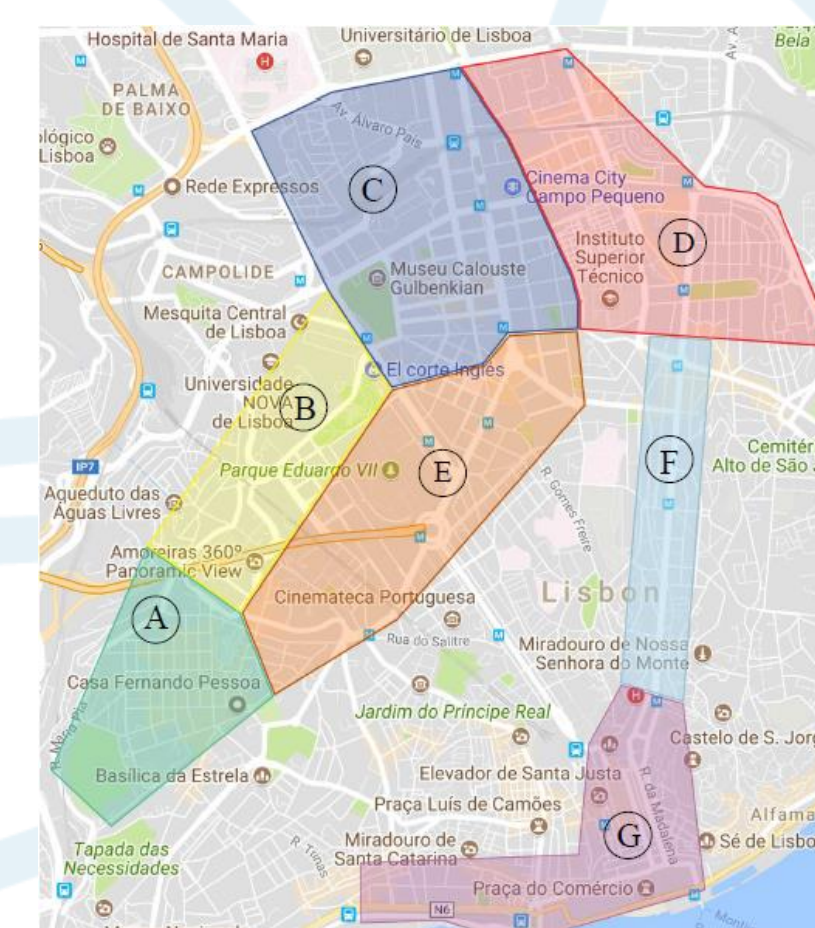 Universitário de Lisboa
Hospital de Santa Maria
Av. A
Bela
PALMA
DE BAIXO
Av. Álvaro Pais
ológico
Lisboa
Rede Expressos
Cinema City
Campo Pequeno
C
Instituto
Superior
Técnico
D
CAMPOLIDE
Museu Calouste
Gulbenkian
Mesquita Central
de Lisboa
El corte Inglés
Universidade
NOVA
de Lisboa
B
Cemitér
Alto de São J
IP7
Parque Eduardo VII
E
F
Aqueduto das
Águas Livres
R. Gomes Freire
Amoreiras 360º
Panoramic View
Lisbon
Cinemateca Portuguesa
A
Rua do Salitre
Miradouro de Nossa
Senhora do Monte
Casa Fernando Pessoa
Jardim do Príncipe Real
R. Maria Pia
Castelo de S. Jorg
Basílica da Estrela
Elevador de Santa Justa
R. da Madalena
Praça Luís de Camões
Alfama
G
Sé de Lisbo
Tapada das
Necessidades
R. Trinas
Miradouro de
Santa Catarina
Praça do Comércio
N6